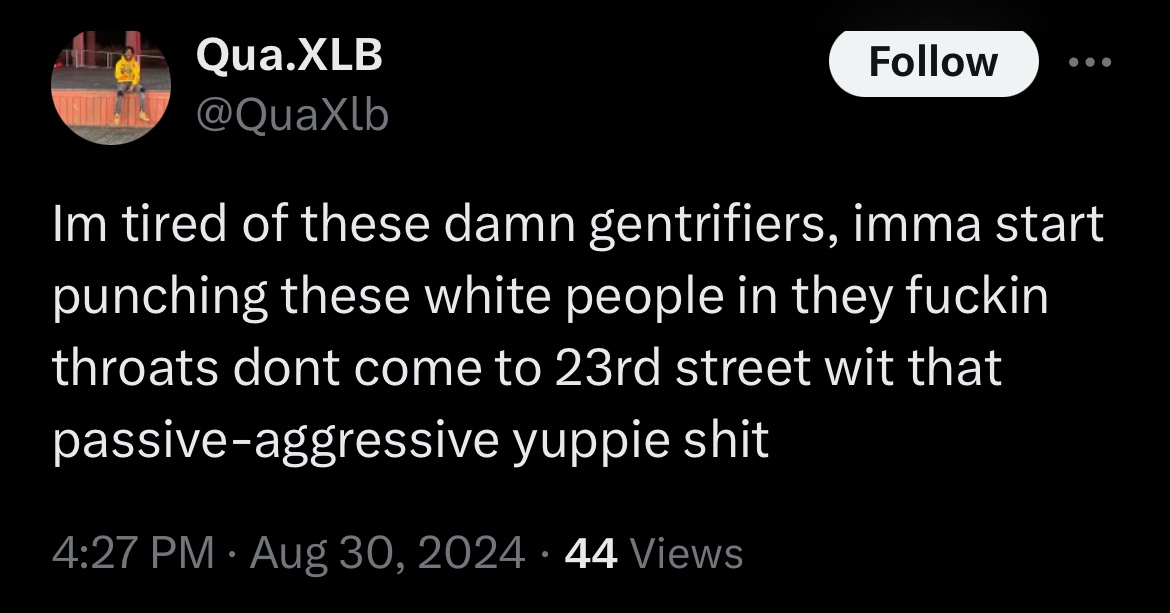 Qua.XLB
Follow
@QuaXlb
Im tired of these damn gentrifiers, imma start
punching these white people in they fuckin
throats dont come to 23rd street wit that
passive-aggressive yuppie shit
4:27 PM · Aug 30, 2024 · 44 Views